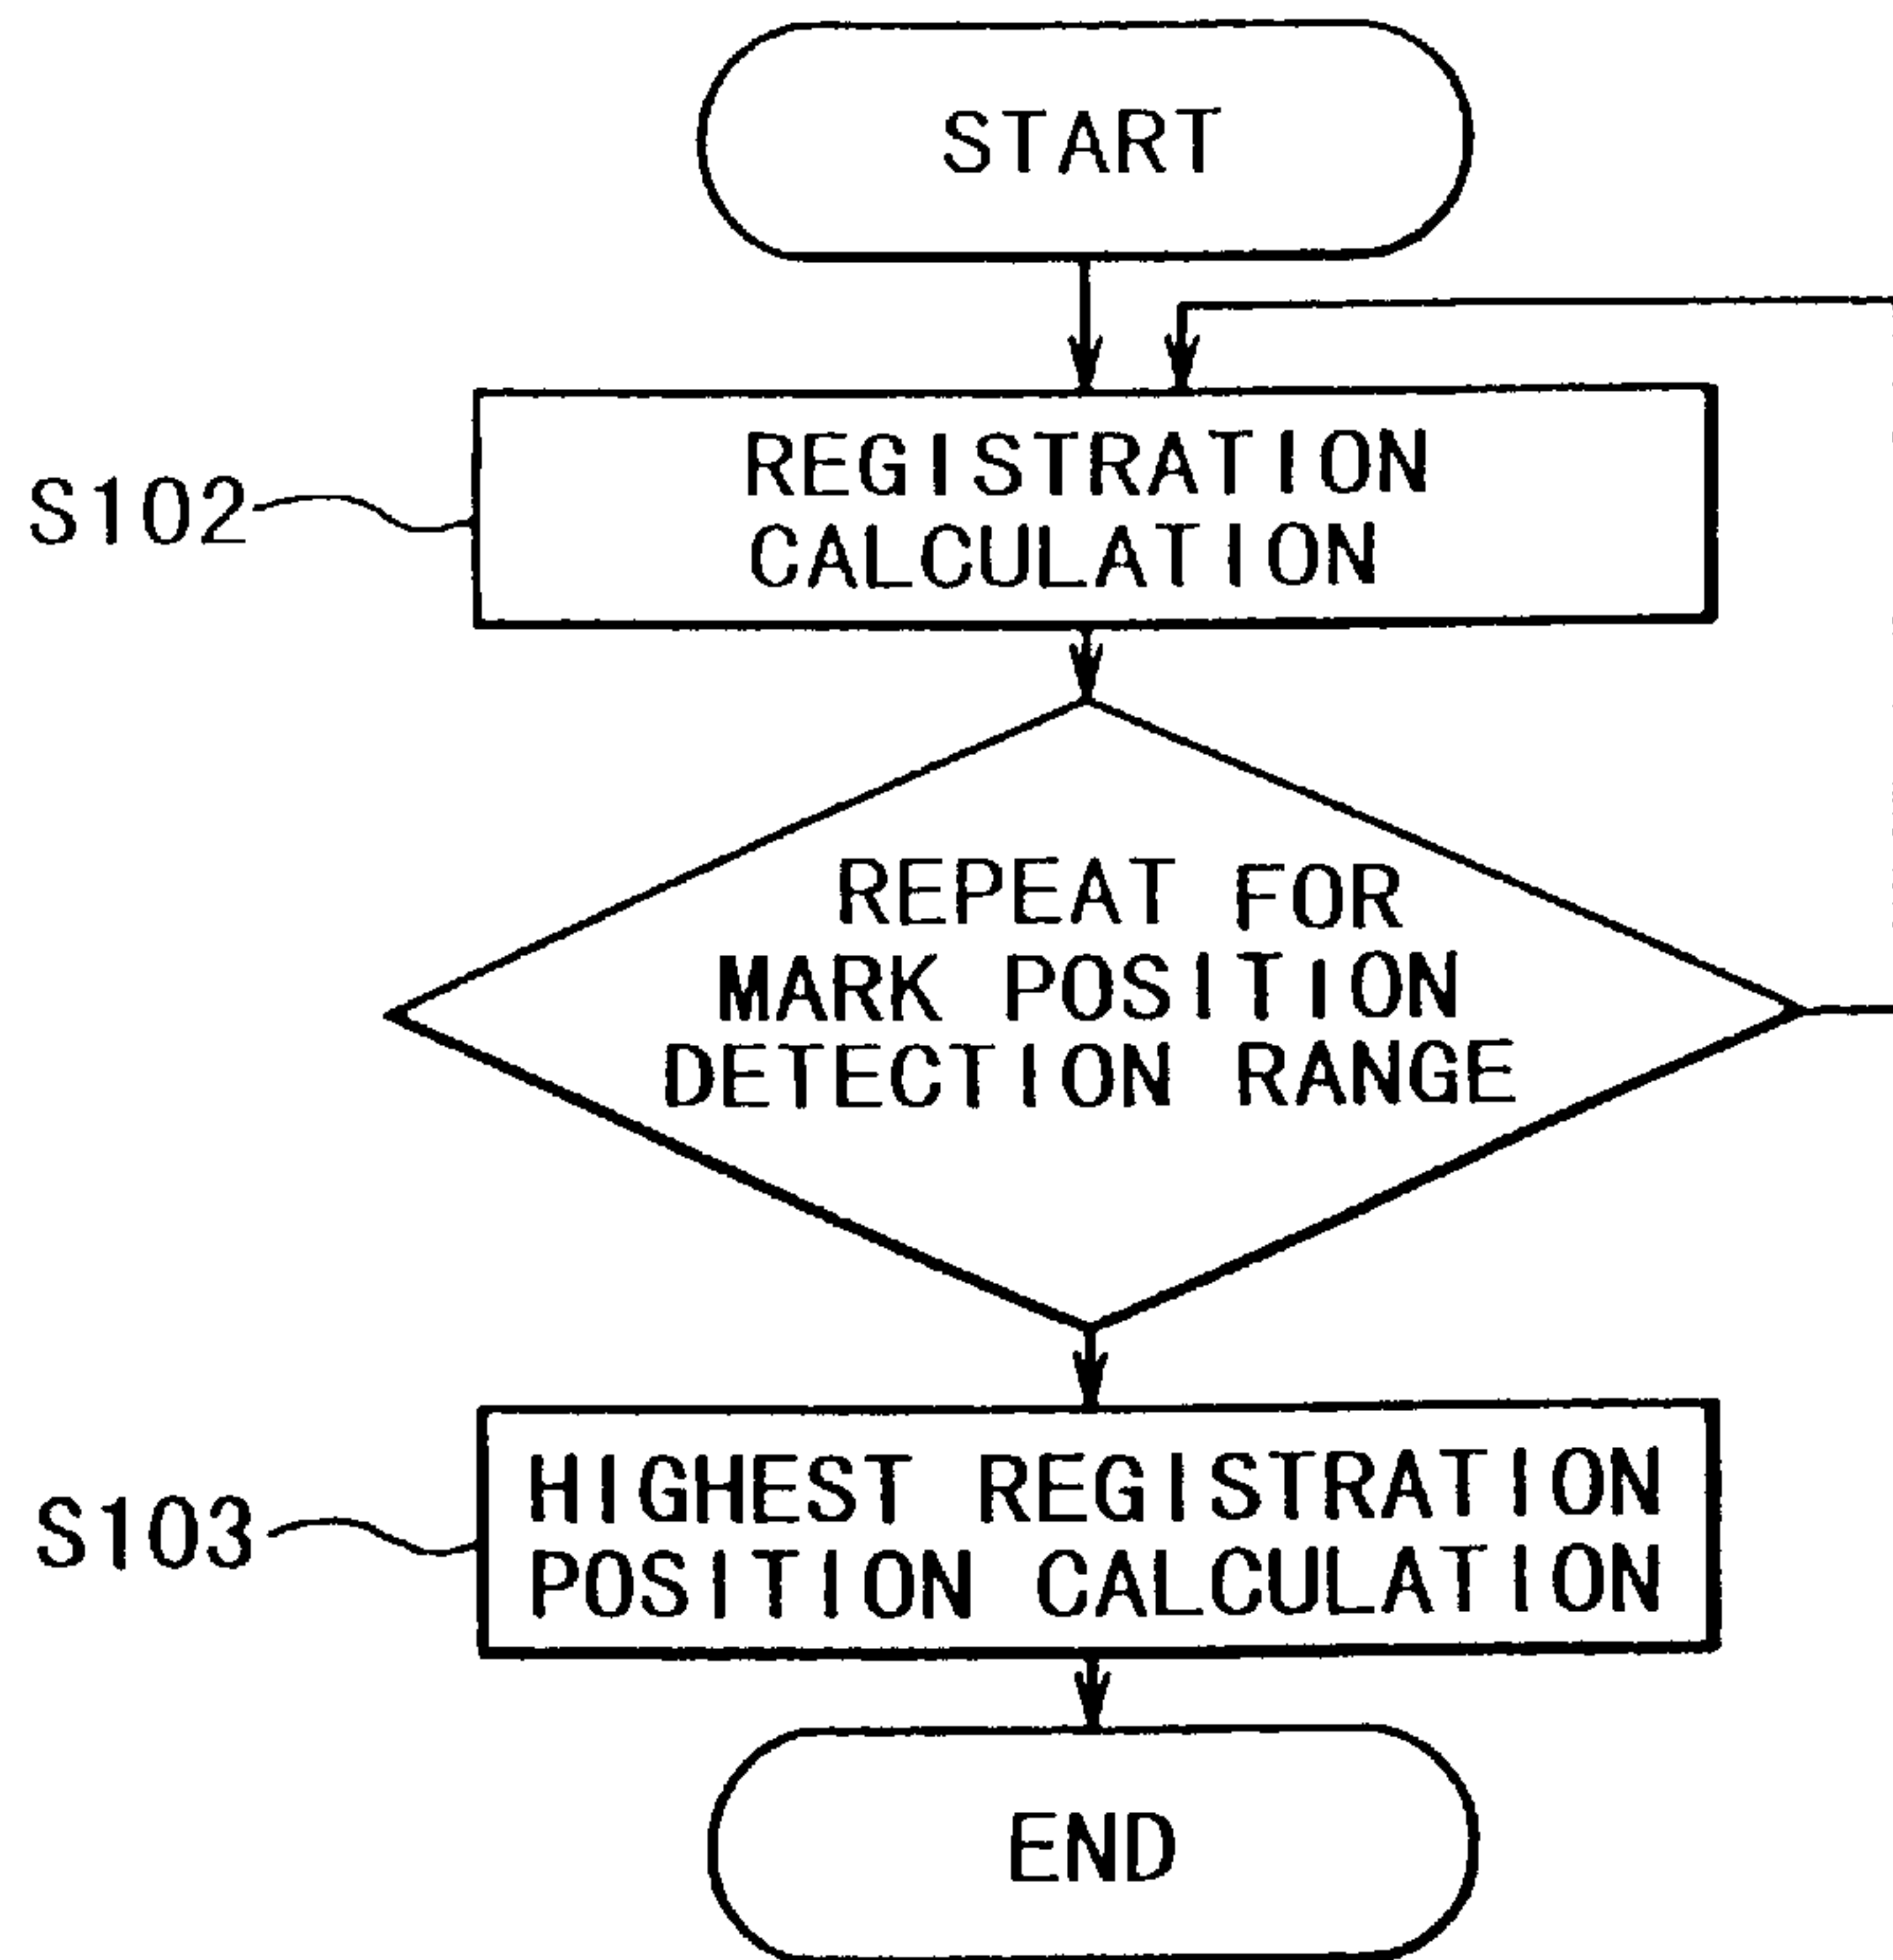 START
S102
REGISTRATION
CALCULATION
REPEAT FOR
MARK POSITION
DETECTION RANGE
S103
HIGHEST REGISTRATION
POSITION CALCULATION
END